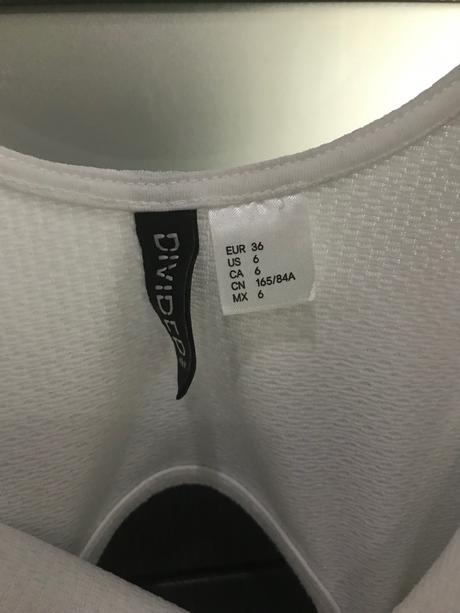 DIVIDED
EUR 36
US 6
CA 6
CN 165/84A
MX 6